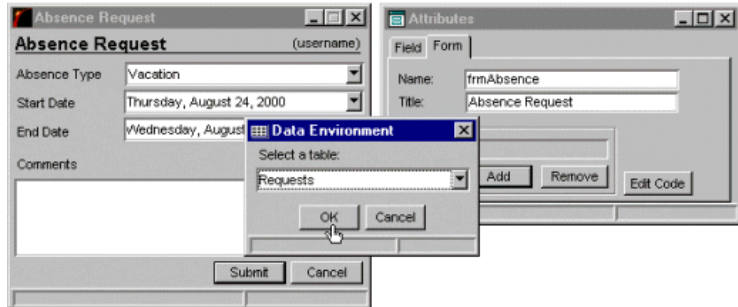 Absence Request
Absence Request (username)
Absence Type Vacation
Start Date Thursday, August 24, 2000
End Date Wednesday, August
Comments
Submit Cancel
Data Environment
Select a table:
Requests
OK Cancel
Attributes
Field Form
Name: frmAbsence
Title: Absence Request
Add Remove Edit Code